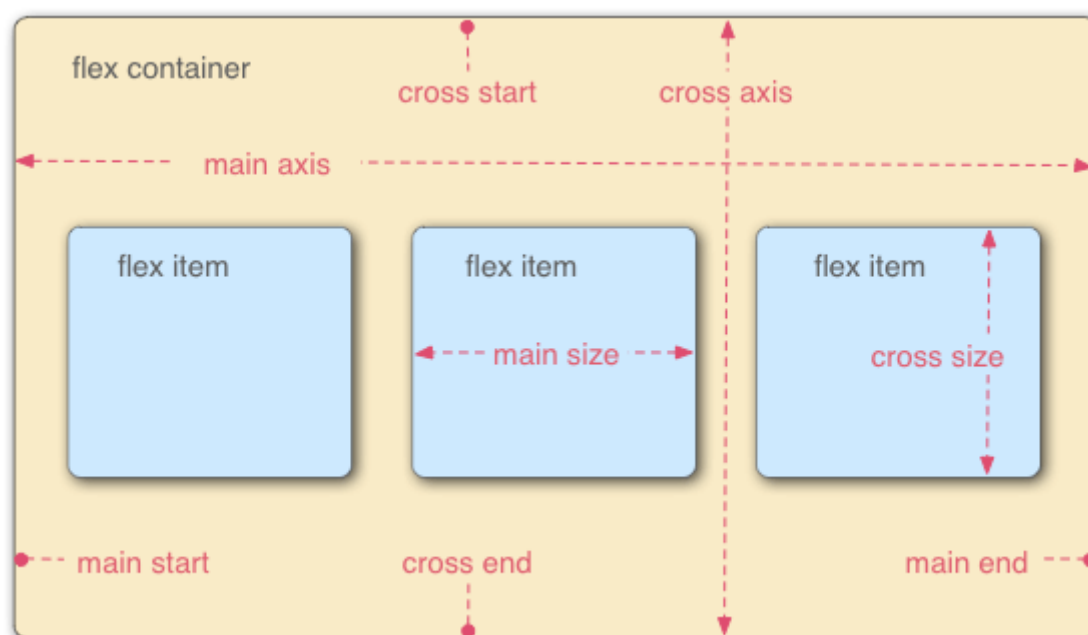 flex container
cross start
cross axis
main axis
flex item
flex item
flex item
main size
cross size
main start
cross end
main end